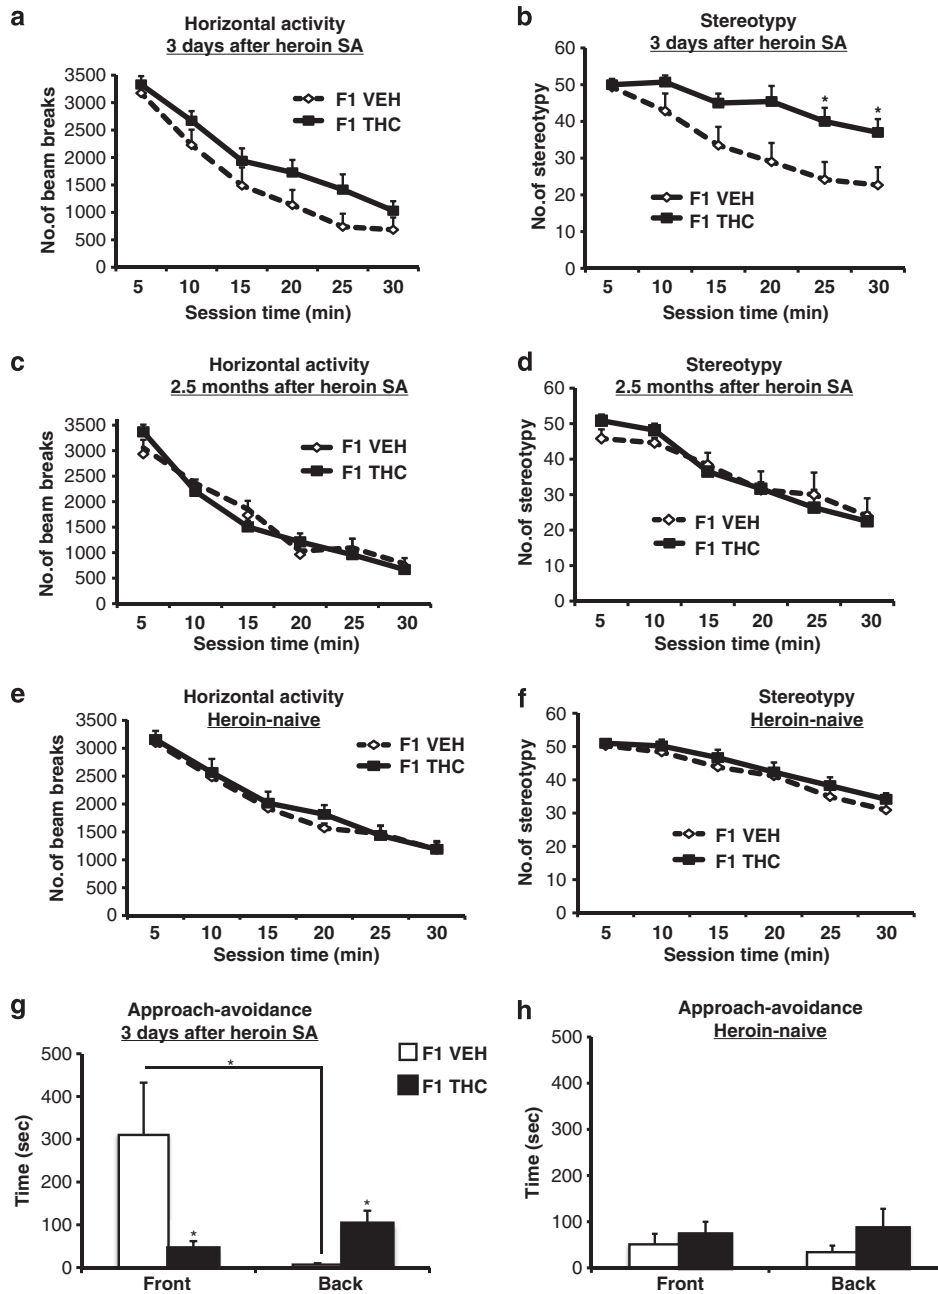 a
Horizontal activity
3 days after heroin SA
No.of beam breaks
3500
3000
2500
2000
1500
1000
500
0
F1 VEH
F1 THC
5 10 15 20 25 30
Session time (min)
b
Stereotypy
3 days after heroin SA
No.of stereotypy
60
50
40
30
20
10
0
* *
F1 VEH
F1 THC
5 10 15 20 25 30
Session time (min)
c
Horizontal activity
2.5 months after heroin SA
No.of beam breaks
3500
3000
2500
2000
1500
1000
500
0
F1 VEH
F1 THC
5 10 15 20 25 30
Session time (min)
d
Stereotypy
2.5 months after heroin SA
No.of stereotypy
60
50
40
30
20
10
0
F1 VEH
F1 THC
5 10 15 20 25 30
Session time (min)
e
Horizontal activity
Heroin-naive
No.of beam breaks
3500
3000
2500
2000
1500
1000
500
0
F1 VEH
F1 THC
5 10 15 20 25 30
Session time (min)
f
Stereotypy
Heroin-naive
No.of stereotypy
60
50
40
30
20
10
0
F1 VEH
F1 THC
5 10 15 20 25 30
Session time (min)
g
Approach-avoidance
3 days after heroin SA
Time (sec)
500
400
300
200
100
0
*
*
*
F1 VEH
F1 THC
Front Back
h
Approach-avoidance
Heroin-naive
Time (sec)
500
400
300
200
100
0
Front Back